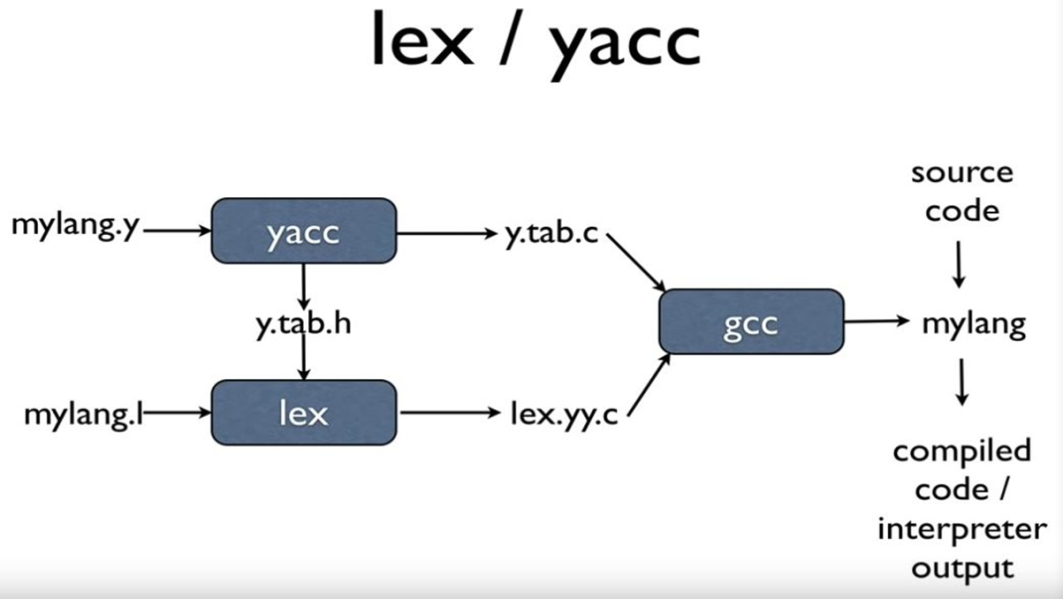 lex / yacc
mylang.y
yacc
y.tab.c
y.tab.h
mylang.l
lex
lex.yy.c
gcc
source
code
mylang
compiled
code /
interpreter
output